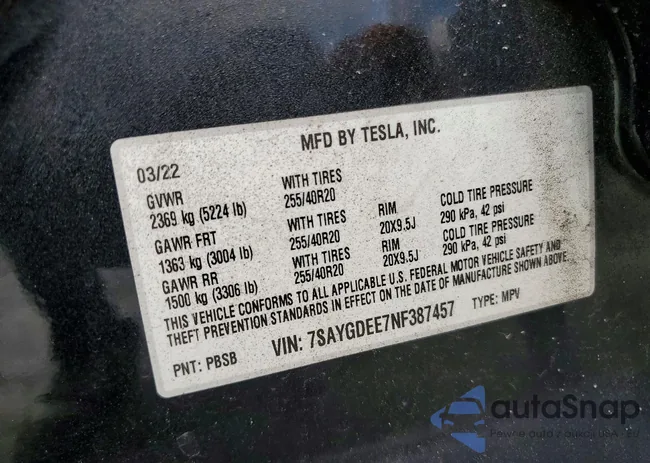 MFD BY TESLA, INC.
03/22
GVWR WITH TIRES
2369 kg (5224 lb) 255/40R20
GAWR FRT WITH TIRES RIM COLD TIRE PRESSURE
1363 kg (3004 lb) 255/40R20 20X9.5J 290 kPa, 42 psi
GAWR RR WITH TIRES RIM COLD TIRE PRESSURE
1500 kg (3306 lb) 255/40R20 20X9.5J 290 kPa, 42 psi
THIS VEHICLE CONFORMS TO ALL APPLICABLE U.S. FEDERAL MOTOR VEHICLE SAFETY AND
THEFT PREVENTION STANDARDS IN EFFECT ON THE DATE OF MANUFACTURE SHOWN ABOVE.
PNT: PBSB VIN: 7SAYGDEE7NF387457 TYPE: MPV
autaSnap